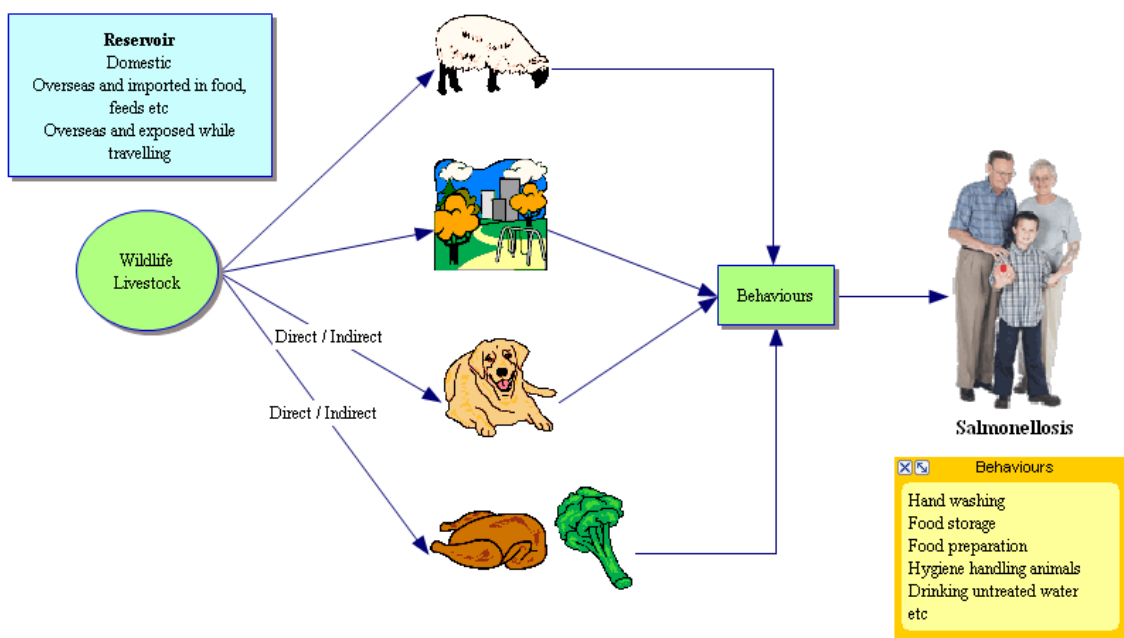 Reservoir
Domestic
Overseas and imported in food,
feeds etc
Overseas and exposed while
travelling
Wildlife
Livestock
Direct / Indirect
Direct / Indirect
Behaviours
Salmonellosis
Behaviours
Hand washing
Food storage
Food preparation
Hygiene handling animals
Drinking untreated water
etc